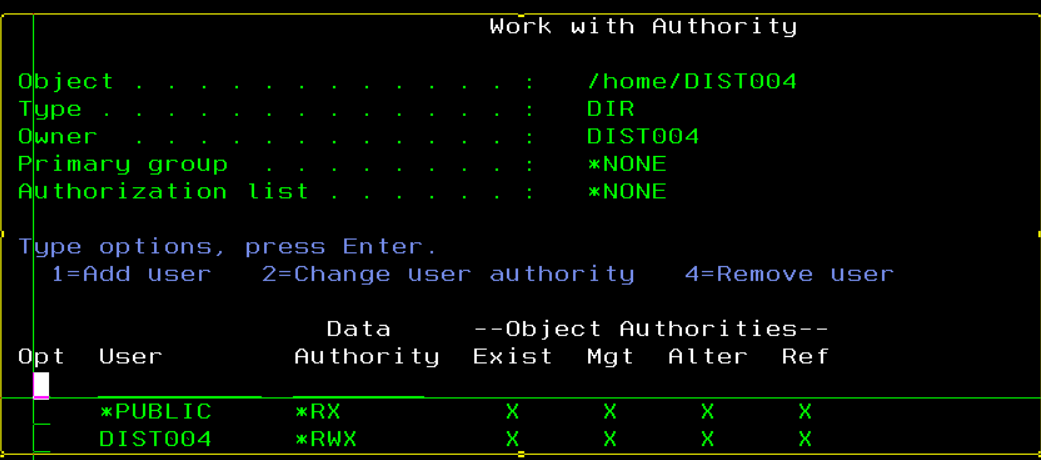 Work with Authority
Object . . . . . . . . . . . . : /home/DIST004
Type . . . . . . . . . . . . . : DIR
Owner . . . . . . . . . . . . : DIST004
Primary group . . . . . . . . : *NONE
Authorization list . . . . . . : *NONE
Type options, press Enter.
1=Add user 2=Change user authority 4=Remove user
Data --Object Authorities--
Opt User Authority Exist Mgt Alter Ref
*PUBLIC *RX X X X X
DIST004 *RWX X X X X